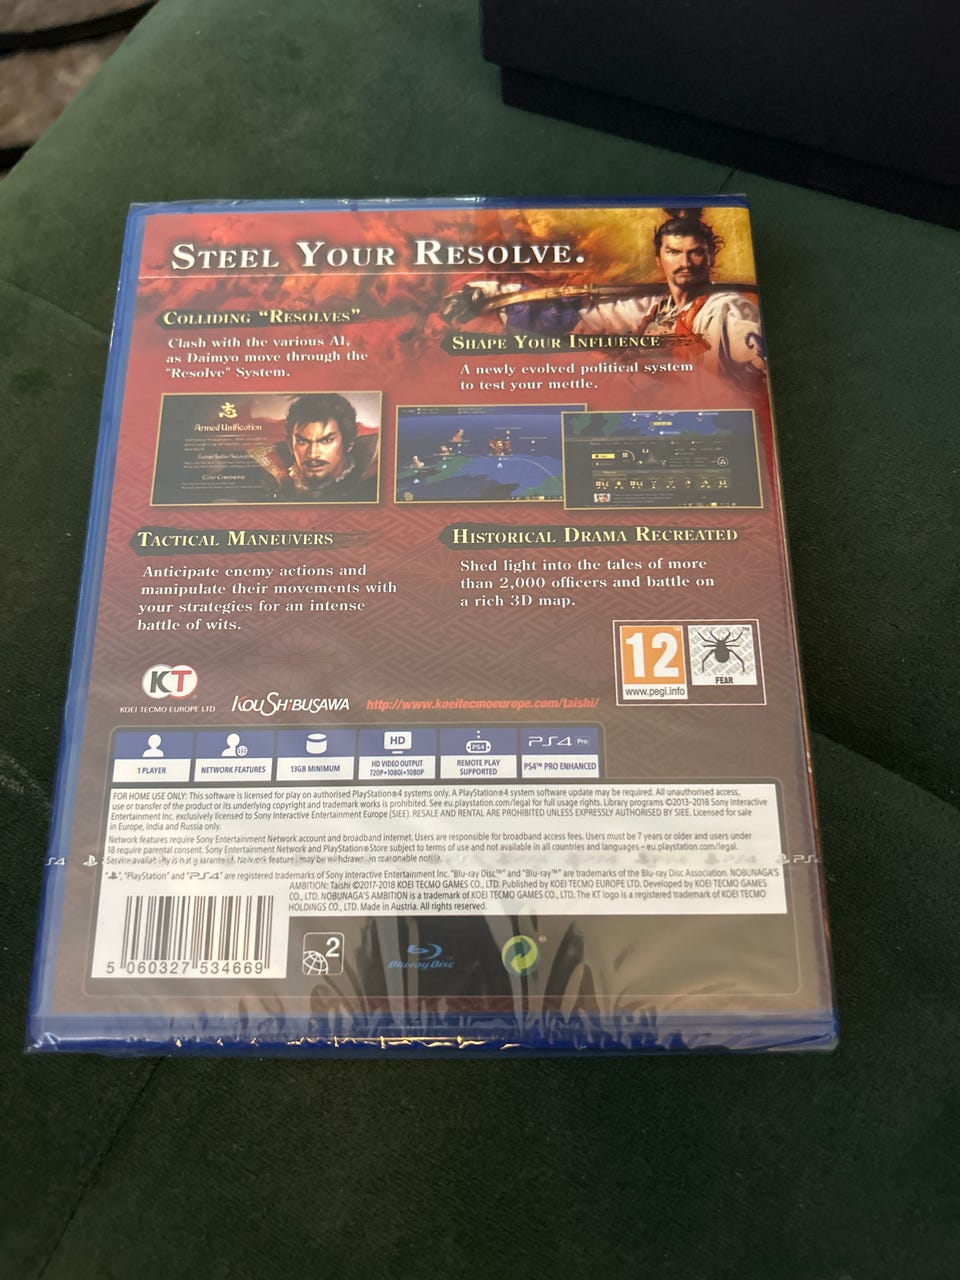 STEEL YOUR RESOLVE.
COLLIDING “RESOLVES”
Clash with the various AI,
as Daimyo move through the
"Resolve" System.
SHAPE YOUR INFLUENCE
A newly evolved political system
to test your mettle.
志
Armed Unification
TACTICAL MANEUVERS
Anticipate enemy actions and
manipulate their movements with
your strategies for an intense
battle of wits.
HISTORICAL DRAMA RECREATED
Shed light into the tales of more
than 2,000 officers and battle on
a rich 3D map.
12
www.pegi.info
FEAR
KT
KOEI TECMO EUROPE LTD
KOU SHIBUSAWA
http://www.koeitecmoeurope.com/taishi/
1 PLAYER
NETWORK FEATURES
13GB MINIMUM
HD
HD VIDEO OUTPUT
720P•1080i•1080P
PS4
REMOTE PLAY
SUPPORTED
PS4 Pro
PS4™ PRO ENHANCED
FOR HOME USE ONLY: This software is licensed for play on authorised PlayStation®4 systems only. A PlayStation®4 system software update may be required. All unauthorised access,
use or transfer of the product or its underlying copyright and trademark works is prohibited. See eu.playstation.com/legal for full usage rights. Library programs ©2013-2018 Sony Interactive
Entertainment Inc. exclusively licensed to Sony Interactive Entertainment Europe (SIEE). RESALE AND RENTAL ARE PROHIBITED UNLESS EXPRESSLY AUTHORISED BY SIEE. Licensed for sale
in Europe, India and Russia only.
Network features require Sony Entertainment Network account and broadband internet. Users are responsible for broadband access fees. Users must be 7 years or older and users under
18 require parental consent. Sony Entertainment Network and PlayStation®Store subject to terms of use and not available in all countries and languages – eu.playstation.com/legal.
Service availability is not guaranteed. Network features may be withdrawn on reasonable notice.
"PlayStation" and "PS4" are registered trademarks of Sony Interactive Entertainment Inc. "Blu-ray Disc™" and "Blu-ray™" are trademarks of the Blu-ray Disc Association. NOBUNAGA'S
AMBITION: Taishi ©2017-2018 KOEI TECMO GAMES CO., LTD. Published by KOEI TECMO EUROPE LTD. Developed by KOEI TECMO GAMES
CO., LTD. NOBUNAGA'S AMBITION is a trademark of KOEI TECMO GAMES CO., LTD. The KT logo is a registered trademark of KOEI TECMO
HOLDINGS CO., LTD. Made in Austria. All rights reserved.
5 060327 534669
2
Blu-ray Disc